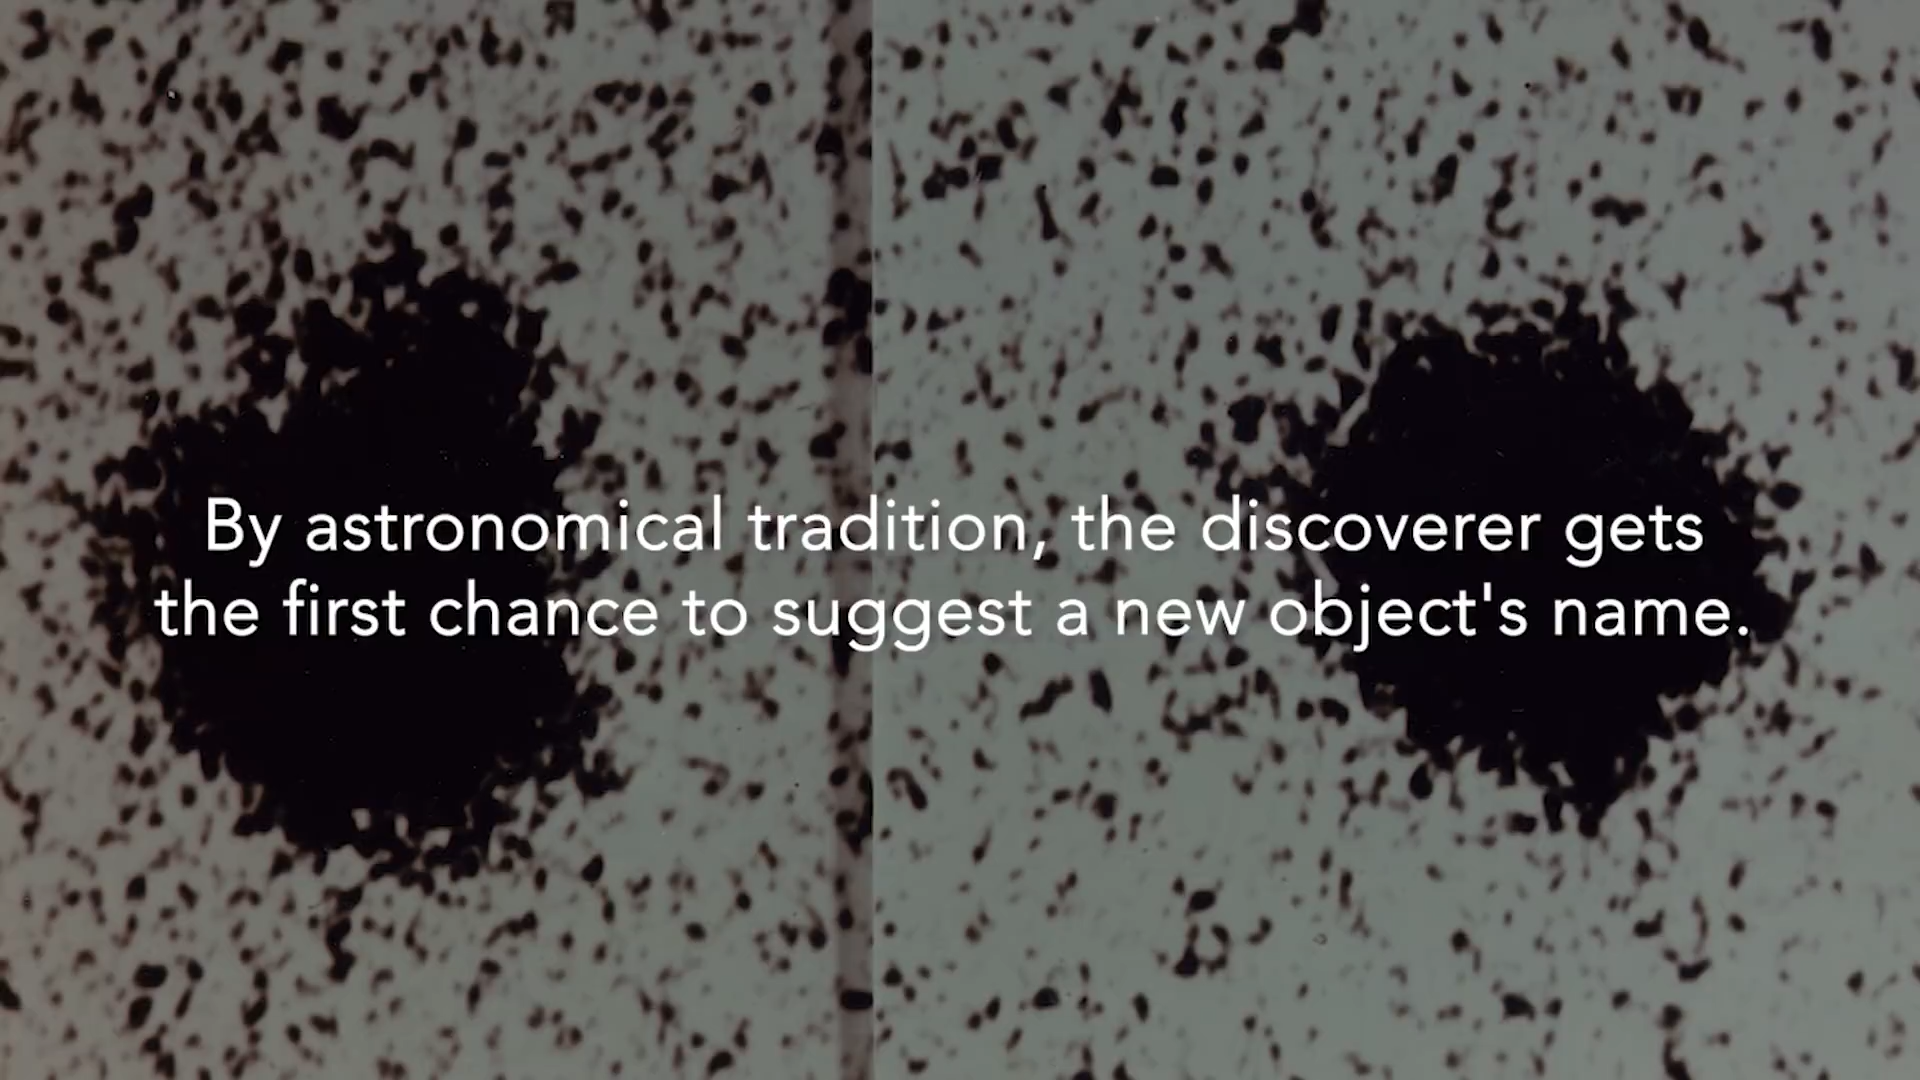 By astronomical tradition, the discoverer gets
the first chance to suggest a new object's name.